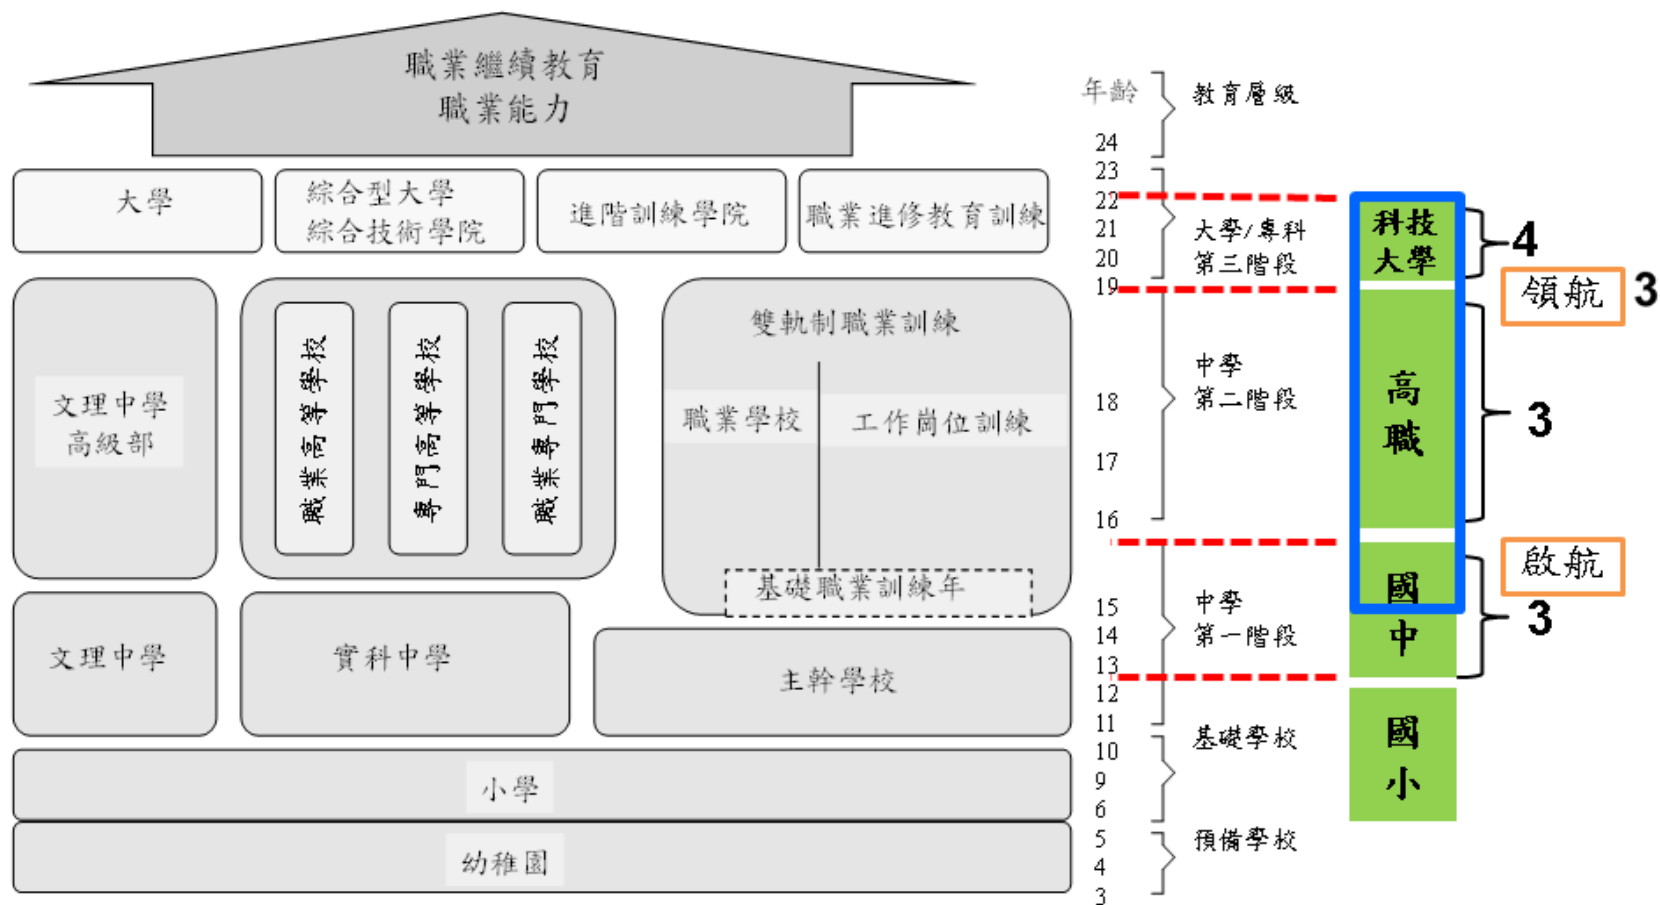 職業繼續教育
職業能力
大學
綜合型大學
綜合技術學院
進階訓練學院
職業進修教育訓練
文理中學
高級部
職業高等學校
專門高等學校
職業專門學校
雙軌制職業訓練
職業學校
工作崗位訓練
基礎職業訓練年
文理中學
實科中學
主幹學校
小學
幼稚園
年齡
24
23
22
21
20
19
18
17
16
15
14
13
12
11
10
9
6
5
4
3
教育層級
大學/專科
第三階段
中學
第二階段
中學
第一階段
基礎學校
預備學校
科技
大學
高
職
國
中
國
小
4
領航
3
3
啟航
3